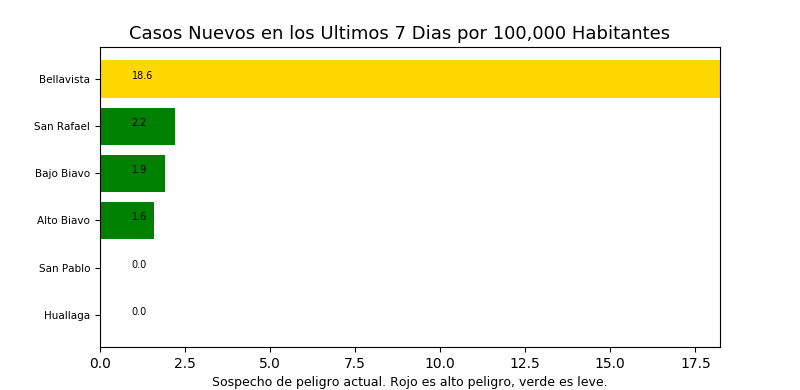 Casos Nuevos en los Ultimos 7 Dias por 100,000 Habitantes
Bellavista 18.6
San Rafael 2.2
Bajo Biavo 1.9
Alto Biavo 1.6
San Pablo 0.0
Huallaga 0.0
0.0 2.5 5.0 7.5 10.0 12.5 15.0 17.5
Sospecho de peligro actual. Rojo es alto peligro, verde es leve.